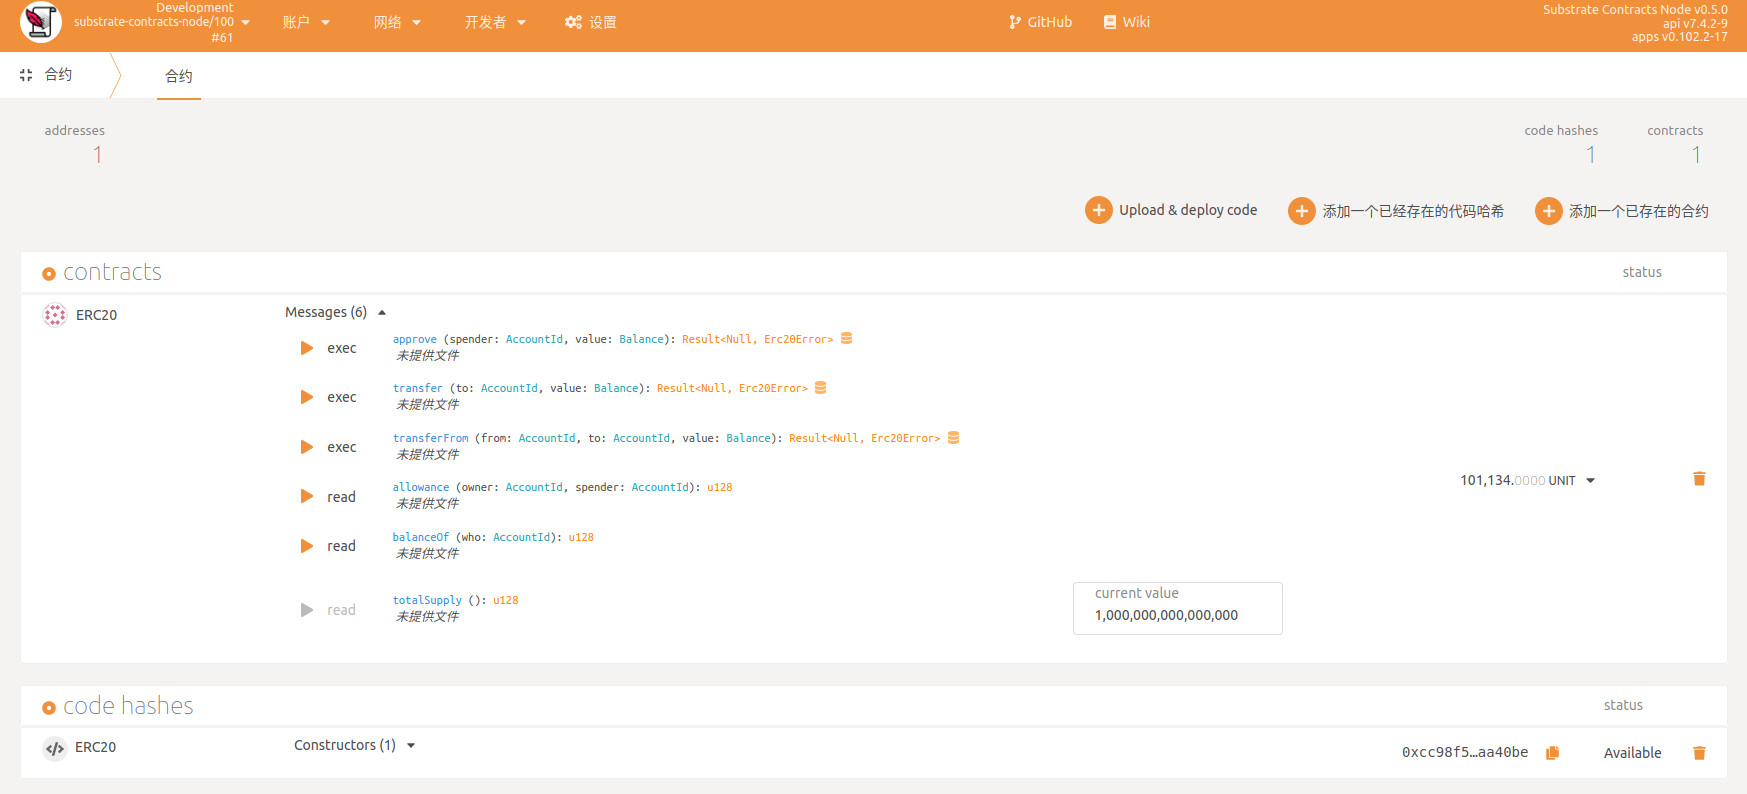 Development
substrate-contracts-node/100
#61
账户
网络
开发者
设置
GitHub
Wiki
Substrate Contracts Node v0.5.0
api v7.4.2-9
apps v0.102.2-17
合约
合约
addresses
1
code hashes
1
contracts
1
Upload & deploy code
添加一个已经存在的代码哈希
添加一个已存在的合约
contracts
status
ERC20
Messages (6)
exec
approve (spender: AccountId, value: Balance): Result<Null, Erc20Error>
未提供文件
exec
transfer (to: AccountId, value: Balance): Result<Null, Erc20Error>
未提供文件
exec
transferFrom (from: AccountId, to: AccountId, value: Balance): Result<Null, Erc20Error>
未提供文件
101,134.0000 UNIT
read
allowance (owner: AccountId, spender: AccountId): u128
未提供文件
read
balanceOf (who: AccountId): u128
未提供文件
read
totalSupply (): u128
未提供文件
current value
1,000,000,000,000,000
code hashes
status
ERC20
Constructors (1)
0xcc98f5…aa40be
Available